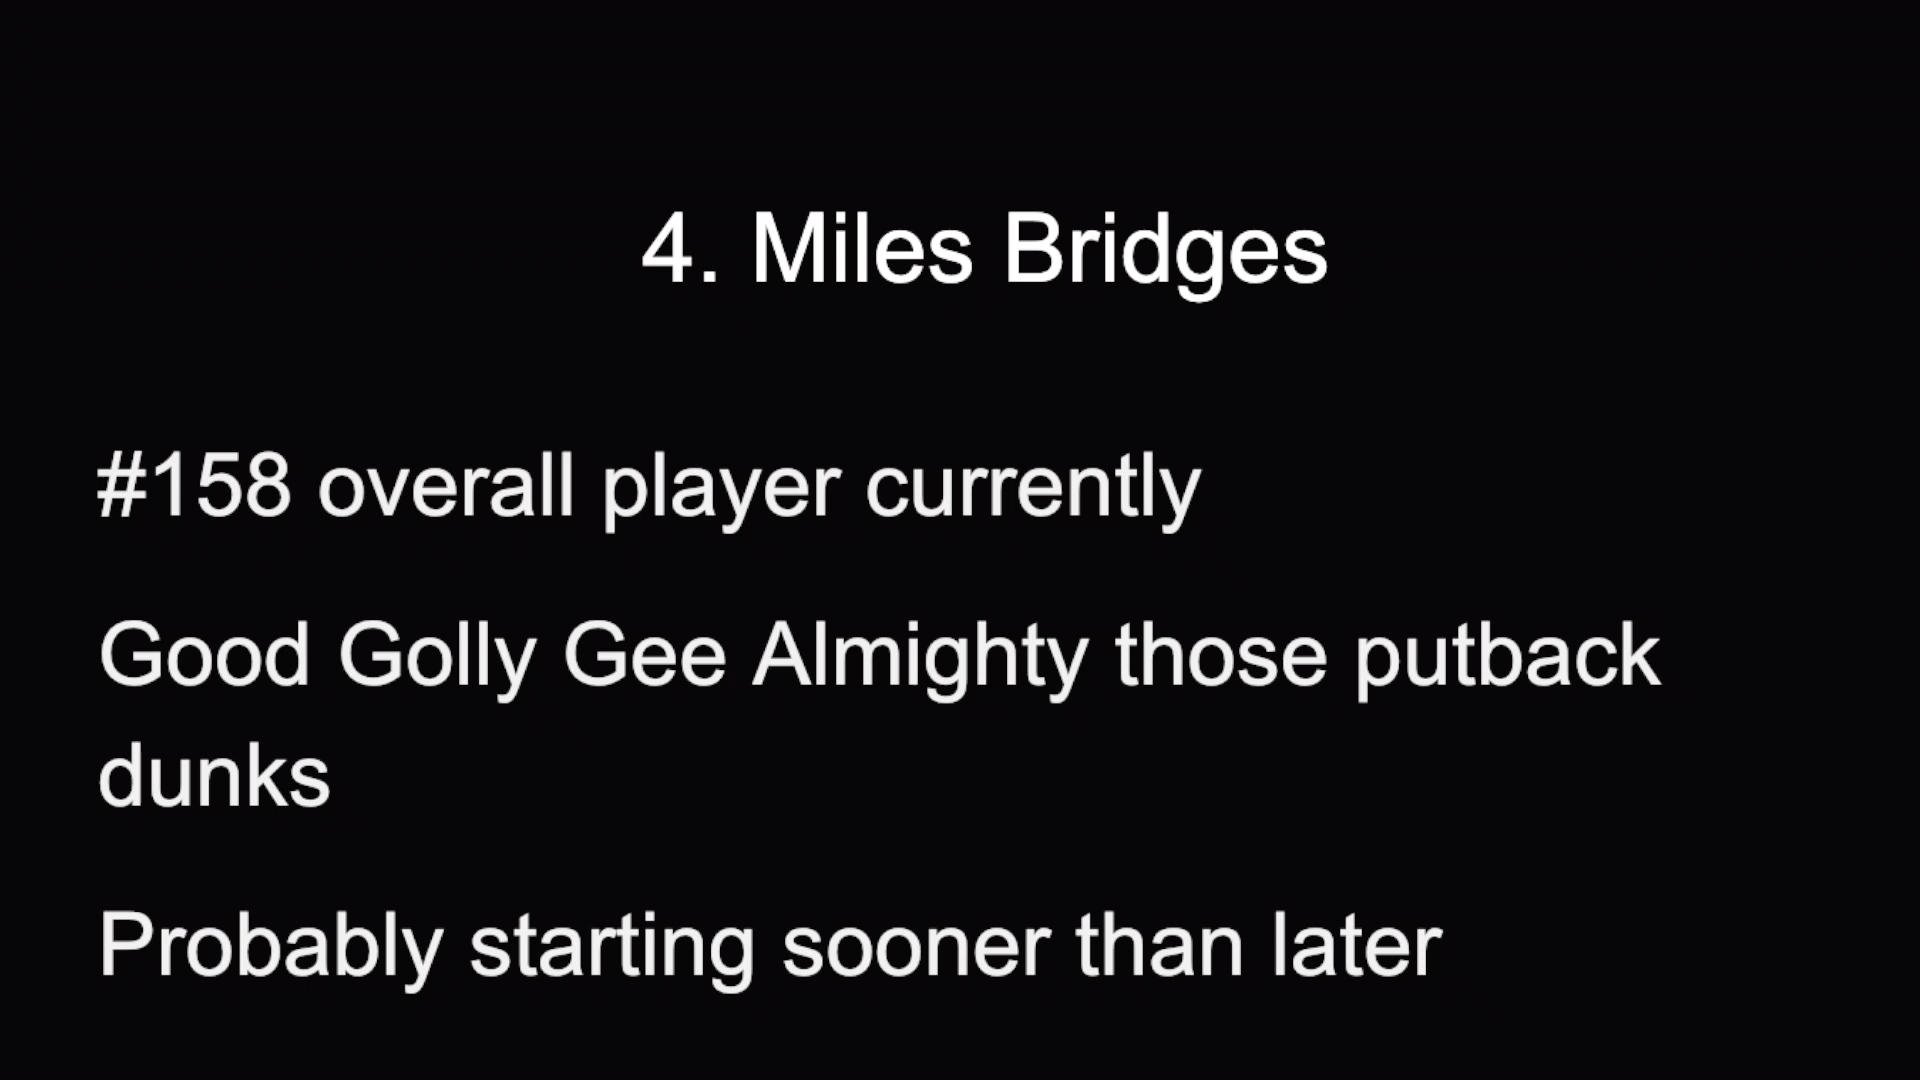 4. Miles Bridges
#158 overall player currently
Good Golly Gee Almighty those putback
dunks
Probably starting sooner than later